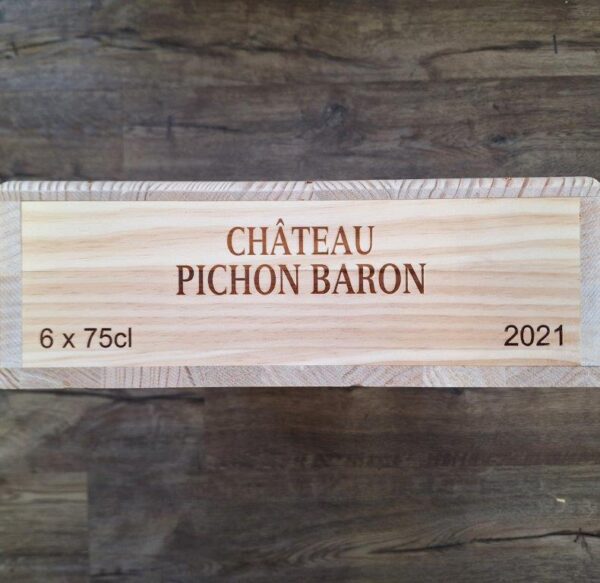 CHÂTEAU
PICHON BARON
6 x 75cl
2021